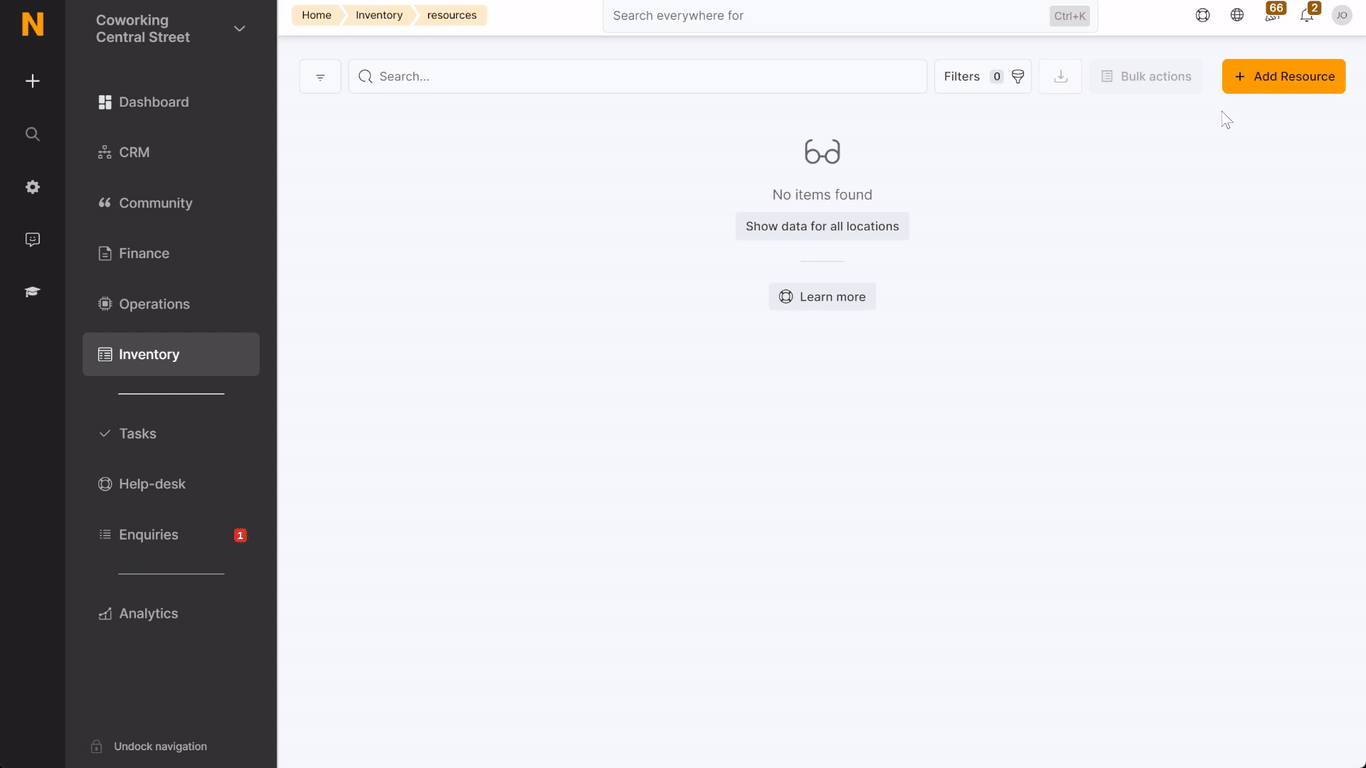 N
Coworking
Central Street
Dashboard
CRM
Community
Finance
Operations
Inventory
Tasks
Help-desk
Enquiries 1
Analytics
Undock navigation
Home Inventory resources
Search everywhere for Ctrl+K
66 2 JO
Search... Filters 0 Bulk actions + Add Resource
No items found
Show data for all locations
Learn more